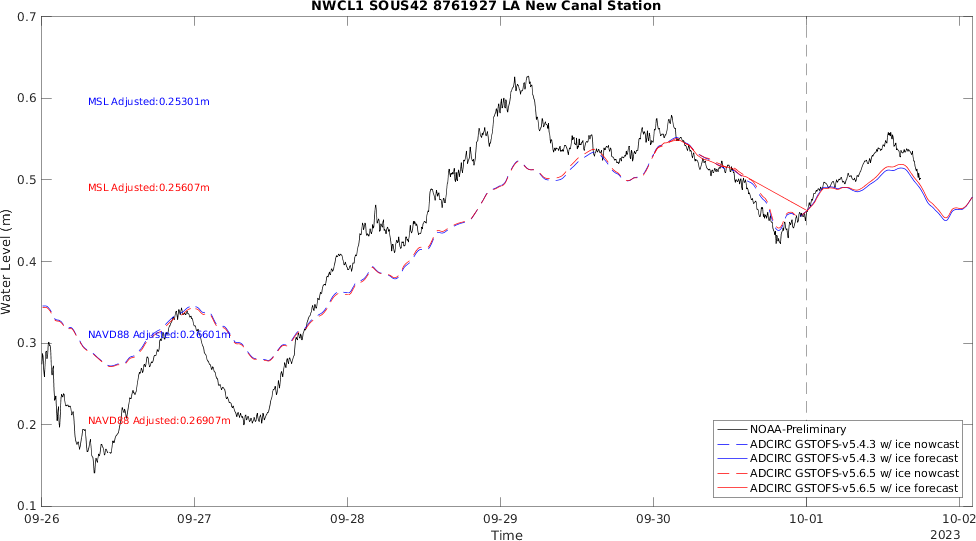 NWCL1 SOUS42 8761927 LA New Canal Station
0.7
0.6
0.5
0.4
0.3
0.2
0.1
Water Level (m)
MSL Adjusted:0.25301m
MSL Adjusted:0.25607m
NAVD88 Adjusted:0.26601m
NAVD88 Adjusted:0.26907m
NOAA-Preliminary
ADCIRC GSTOFS-v5.4.3 w/ ice nowcast
ADCIRC GSTOFS-v5.4.3 w/ ice forecast
ADCIRC GSTOFS-v5.6.5 w/ ice nowcast
ADCIRC GSTOFS-v5.6.5 w/ ice forecast
09-26 09-27 09-28 09-29 09-30 10-01 10-02
Time
2023